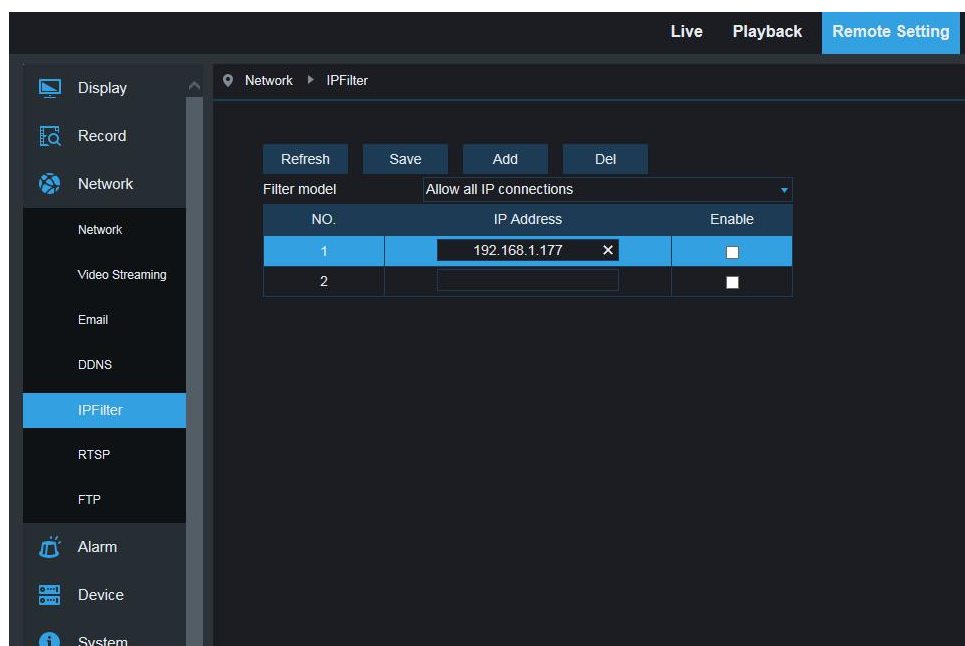 Live Playback Remote Setting
Display
Record
Network
Network
Video Streaming
Email
DDNS
IPFilter
RTSP
FTP
Alarm
Device
System
Network IPFilter
Refresh Save Add Del
Filter model Allow all IP connections
NO. IP Address Enable
1 192.168.1.177
2